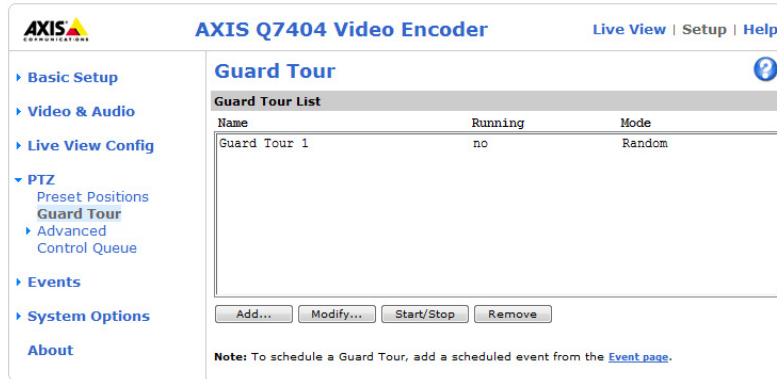 AXIS
COMMUNICATIONS
AXIS Q7404 Video Encoder
Live View | Setup | Help
Basic Setup
Video & Audio
Live View Config
PTZ
Preset Positions
Guard Tour
Advanced
Control Queue
Events
System Options
About
Guard Tour
?
Guard Tour List
Name Running Mode
Guard Tour 1 no Random
Add... Modify... Start/Stop Remove
Note: To schedule a Guard Tour, add a scheduled event from the Event page.